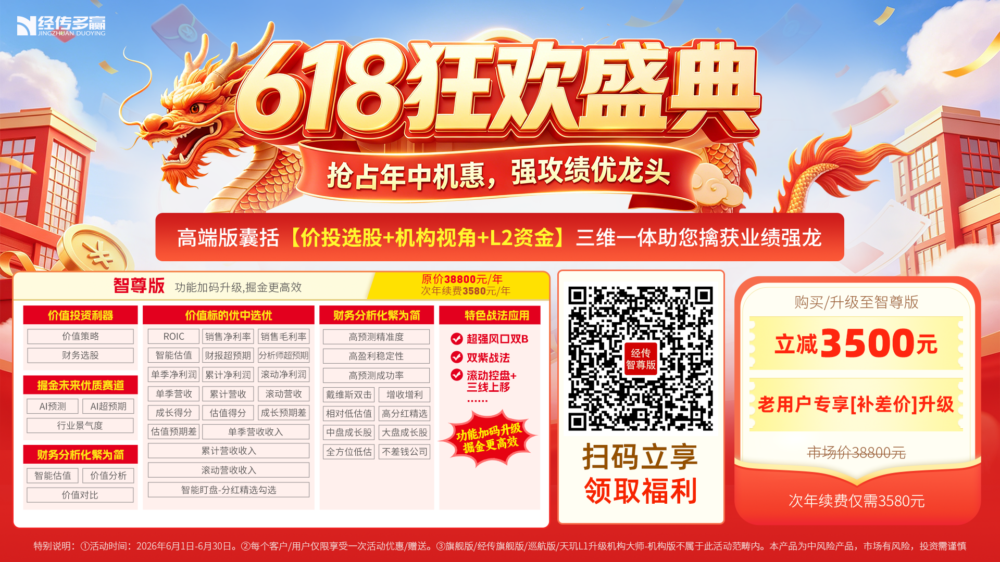 经传多赢
JINGZHUAN DUOYING
618狂欢盛典
抢占年中机惠，强攻绩优龙头
高端版囊括【价投选股+机构视角+L2资金】三维一体助您擒获业绩强龙
智尊版 功能加码升级,掘金更高效
原价38800元/年
次年续费3580元/年
价值投资利器
价值策略
财务选股
掘金未来优质赛道
AI预测 AI超预期
行业景气度
财务分析化繁为简
智能估值 价值分析
价值对比
价值标的优中选优
ROIC 销售净利率 销售毛利率
智能估值 财报超预期 分析师超预期
单季净利润 累计净利润 滚动净利润
单季营收 累计营收 滚动营收
成长得分 估值得分 成长预期差
估值预期差 单季营收收入
累计营收收入
滚动营收收入
智能盯盘-分红精选勾选
财务分析化繁为简
高预测精准度
高盈利稳定性
高预测成功率
戴维斯双击 增收增利
相对低估值 高分红精选
中盘成长股 大盘成长股
全方位低估 不差钱公司
特色战法应用
超强风口双B
双紫战法
滚动控盘+
三线上移
......
功能加码升级
掘金更高效
经传
智尊版
扫码立享
领取福利
购买/升级至智尊版
立减3500元
老用户专享[补差价]升级
市场价38800元
次年续费仅需3580元
特别说明：①活动时间：2026年6月1日-6月30日。②每个客户/用户仅限享受一次活动优惠/赠送。③旗舰版/经传旗舰版/巡航版/天玑L1升级机构大师-机构版不属于此活动范畴内。本产品为中风险产品，市场有风险，投资需谨慎